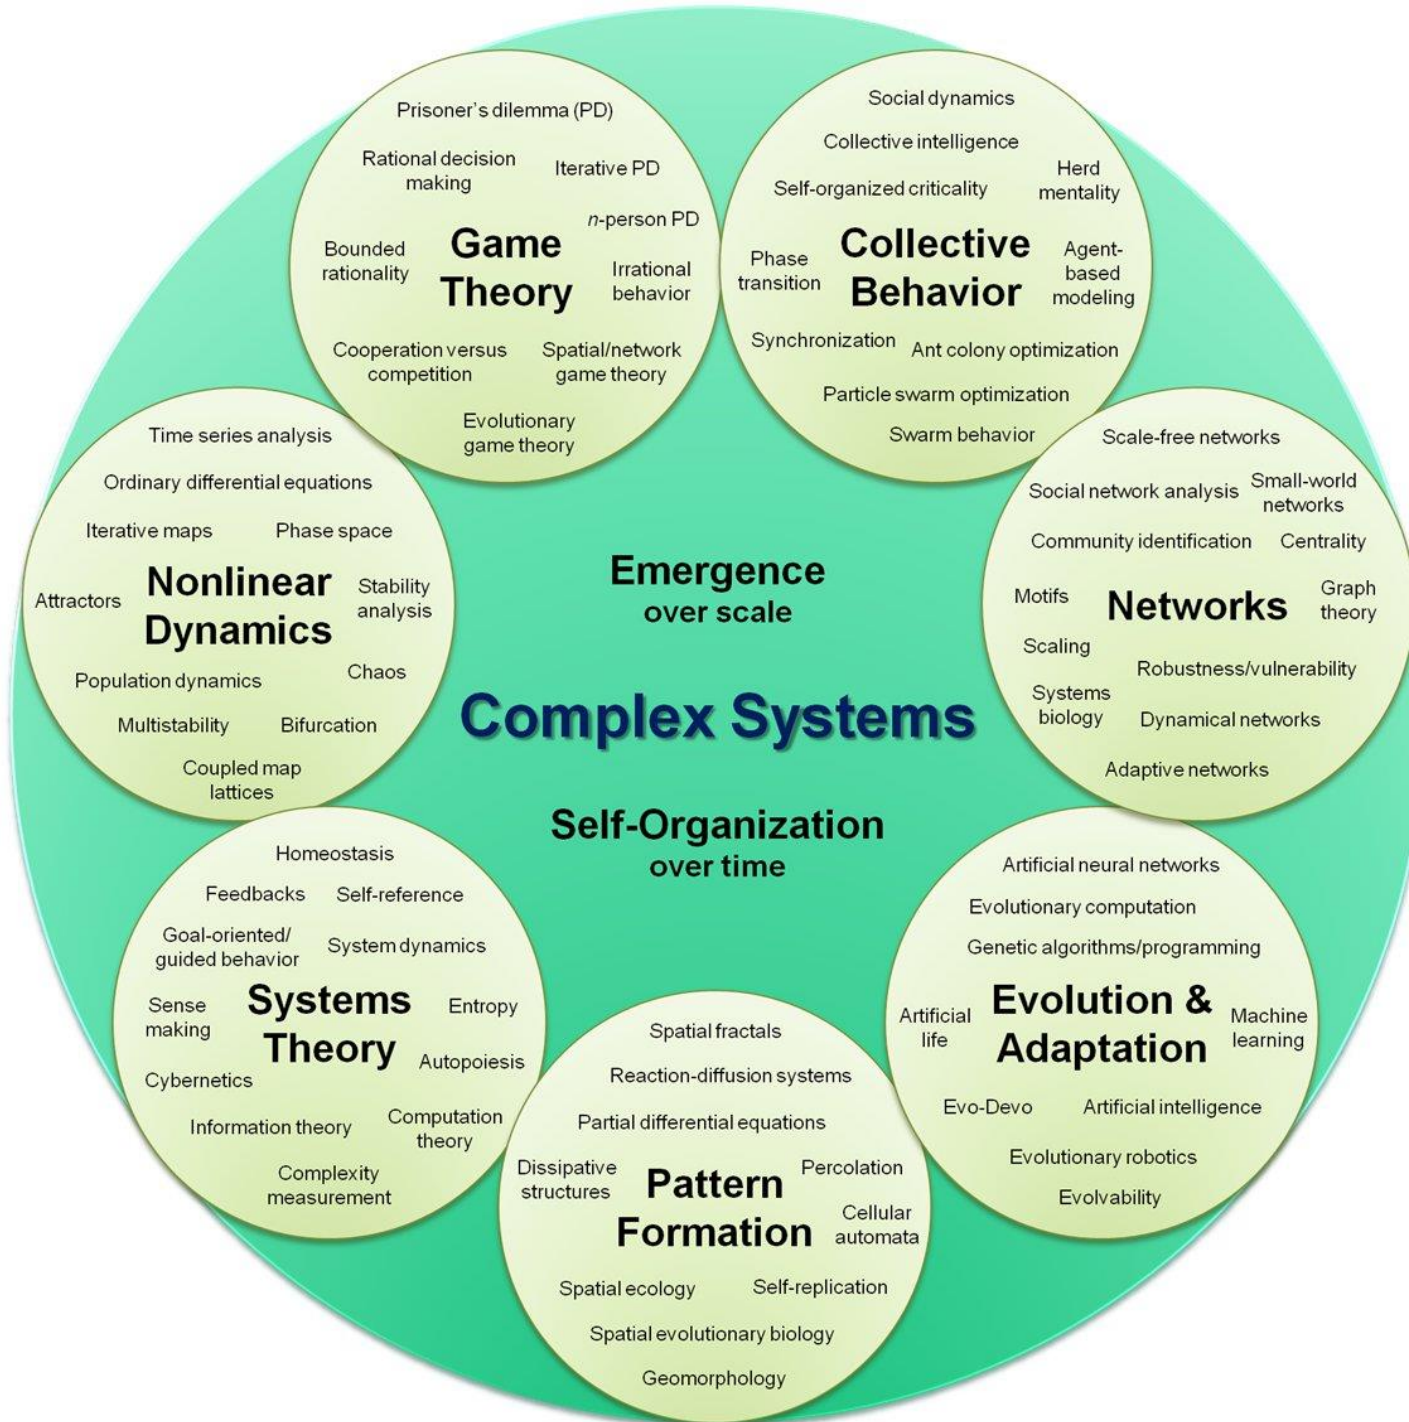 Prisoner's dilemma (PD)
Rational decision
making
Iterative PD
n-person PD
Game
Theory
Bounded
rationality
Irrational
behavior
Cooperation versus
competition
Spatial/network
game theory
Evolutionary
game theory
Social dynamics
Collective intelligence
Herd
mentality
Self-organized criticality
Collective
Behavior
Phase
transition
Agent-
based
modeling
Synchronization
Ant colony optimization
Particle swarm optimization
Swarm behavior
Time series analysis
Ordinary differential equations
Iterative maps
Phase space
Nonlinear
Dynamics
Attractors
Stability
analysis
Chaos
Population dynamics
Multistability
Bifurcation
Coupled map
lattices
Emergence
over scale
Complex Systems
Self-Organization
over time
Scale-free networks
Social network analysis
Small-world
networks
Community identification
Centrality
Motifs
Networks
Graph
theory
Scaling
Robustness/vulnerability
Systems
biology
Dynamical networks
Adaptive networks
Homeostasis
Feedbacks
Self-reference
Goal-oriented/
guided behavior
System dynamics
Sense
making
Systems
Theory
Entropy
Autopoiesis
Cybernetics
Information theory
Computation
theory
Complexity
measurement
Spatial fractals
Reaction-diffusion systems
Partial differential equations
Dissipative
structures
Pattern
Formation
Percolation
Cellular
automata
Spatial ecology
Self-replication
Spatial evolutionary biology
Geomorphology
Artificial neural networks
Evolutionary computation
Genetic algorithms/programming
Artificial
life
Evolution &
Adaptation
Machine
learning
Evo-Devo
Artificial intelligence
Evolutionary robotics
Evolvability